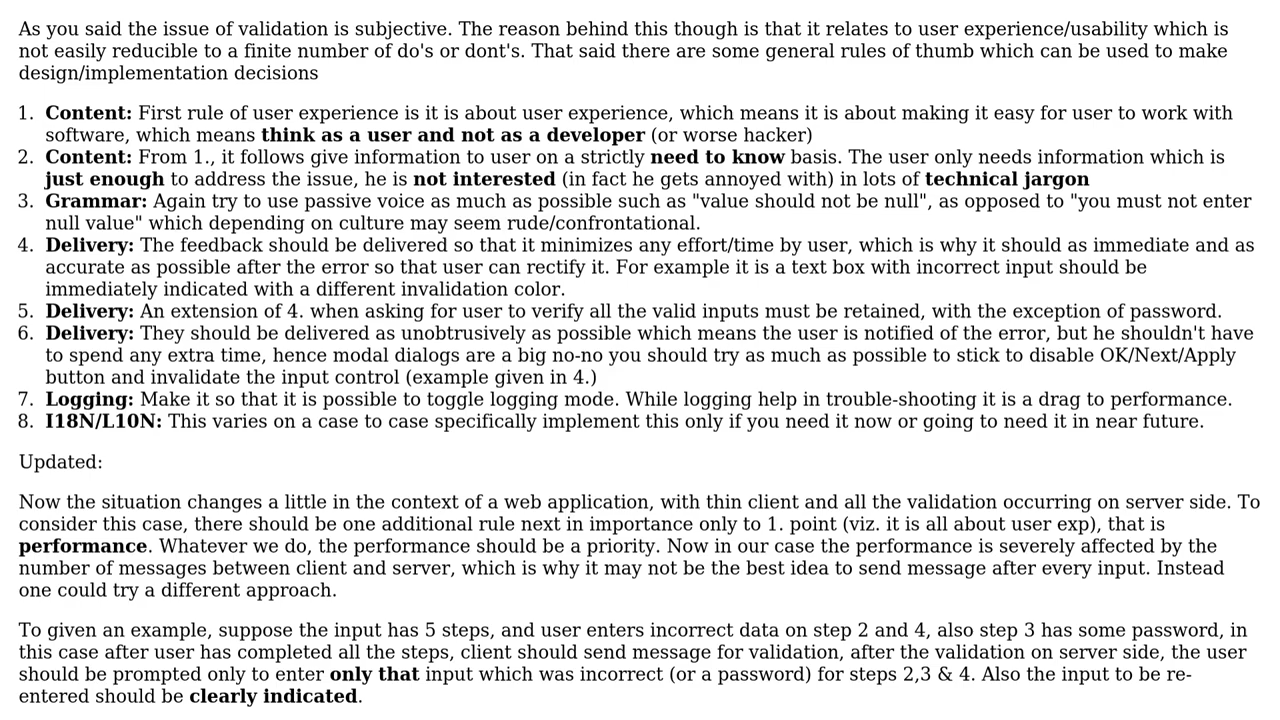 As you said the issue of validation is subjective. The reason behind this though is that it relates to user experience/usability which is
not easily reducible to a finite number of do's or dont's. That said there are some general rules of thumb which can be used to make
design/implementation decisions
1. Content: First rule of user experience is it is about user experience, which means it is about making it easy for user to work with
software, which means think as a user and not as a developer (or worse hacker)
2. Content: From 1., it follows give information to user on a strictly need to know basis. The user only needs information which is
just enough to address the issue, he is not interested (in fact he gets annoyed with) in lots of technical jargon
3. Grammar: Again try to use passive voice as much as possible such as "value should not be null", as opposed to "you must not enter
null value" which depending on culture may seem rude/confrontational.
4. Delivery: The feedback should be delivered so that it minimizes any effort/time by user, which is why it should as immediate and as
accurate as possible after the error so that user can rectify it. For example it is a text box with incorrect input should be
immediately indicated with a different invalidation color.
5. Delivery: An extension of 4. when asking for user to verify all the valid inputs must be retained, with the exception of password.
6. Delivery: They should be delivered as unobtrusively as possible which means the user is notified of the error, but he shouldn't have
to spend any extra time, hence modal dialogs are a big no-no you should try as much as possible to stick to disable OK/Next/Apply
button and invalidate the input control (example given in 4.)
7. Logging: Make it so that it is possible to toggle logging mode. While logging help in trouble-shooting it is a drag to performance.
8. I18N/L10N: This varies on a case to case specifically implement this only if you need it now or going to need it in near future.
Updated:
Now the situation changes a little in the context of a web application, with thin client and all the validation occurring on server side. To
consider this case, there should be one additional rule next in importance only to 1. point (viz. it is all about user exp), that is
performance. Whatever we do, the performance should be a priority. Now in our case the performance is severely affected by the
number of messages between client and server, which is why it may not be the best idea to send message after every input. Instead
one could try a different approach.
To given an example, suppose the input has 5 steps, and user enters incorrect data on step 2 and 4, also step 3 has some password, in
this case after user has completed all the steps, client should send message for validation, after the validation on server side, the user
should be prompted only to enter only that input which was incorrect (or a password) for steps 2,3 & 4. Also the input to be re-
entered should be clearly indicated.